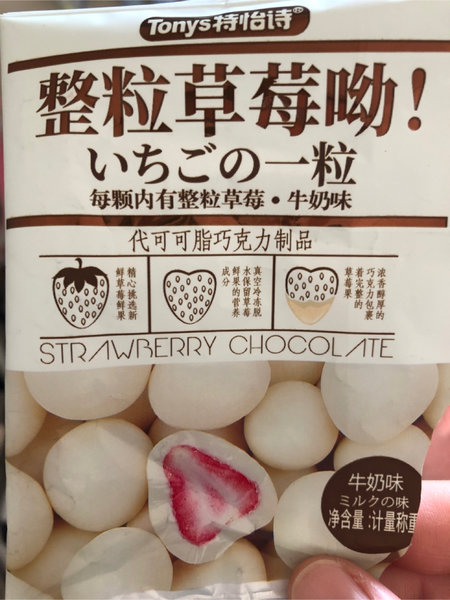 Tonys特怡诗®
整粒草莓呦!
いちごの一粒
每颗内有整粒草莓·牛奶味
代可可脂巧克力制品
精心挑选新
鲜草莓鲜果
真空冷冻脱
水保留草莓
鲜果的营养
成分
浓香醇厚的
巧克力包裹
着完整的
草莓果
STRAWBERRY CHOCOLATE
牛奶味
ミルクの味
净含量:计量称重